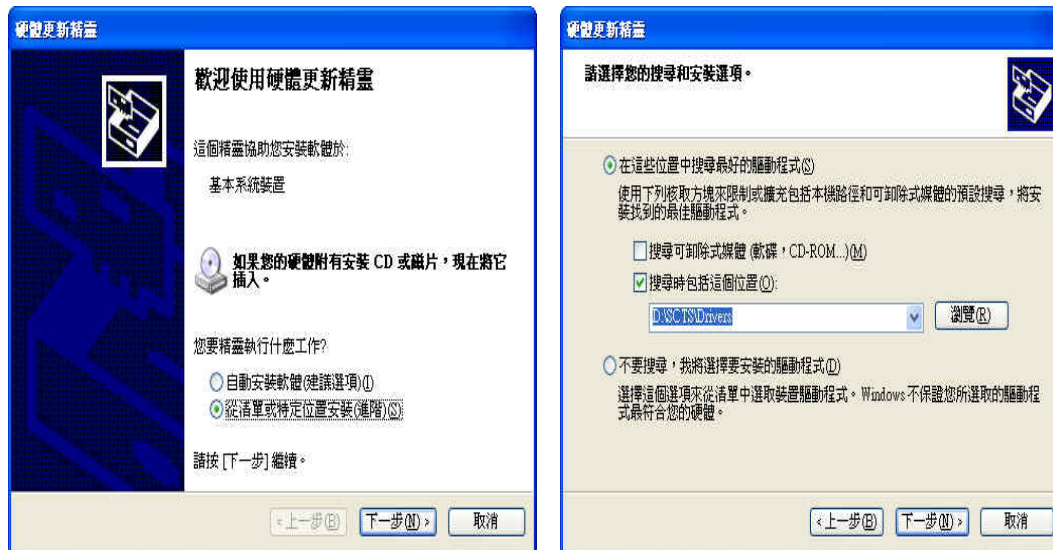 硬體更新精靈
歡迎使用硬體更新精靈
這個精靈協助您安裝軟體於:
基本系統裝置
如果您的硬體附有安裝 CD 或磁片，現在將它
插入。
您要精靈執行什麼工作?
自動安裝軟體(建議選項)(I)
從清單或特定位置安裝(進階)(S)
請按 [下一步] 繼續。
<上一步(B)
下一步(N)>
取消
硬體更新精靈
請選擇您的搜尋和安裝選項。
在這些位置中搜尋最好的驅動程式(S)
使用下列核取方塊來限制或擴充包括本機路徑和可卸除式媒體的預設搜尋，將安
裝找到的最佳驅動程式。
搜尋可卸除式媒體 (軟碟，CD-ROM...)(M)
搜尋時包括這個位置(O):
D:\SCTS\Drivers
瀏覽(R)
不要搜尋，我將選擇要安裝的驅動程式(D)
選擇這個選項來從清單中選取裝置驅動程式。Windows 不保證您所選取的驅動程
式最符合您的硬體。
<上一步(B)
下一步(N)>
取消